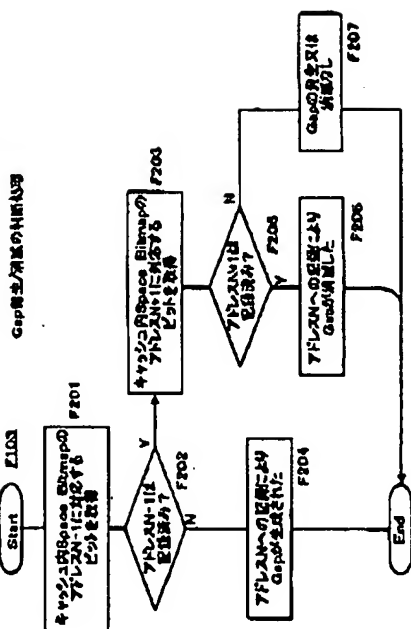 Gap発生/消滅の判断処理
F103
Start
キャッシュ内Space Bitmapの
アドレスN-1に対応する
ビットを取得
F201
アドレスN-1は
記録済み?
F202
Y
N
キャッシュ内Space Bitmapの
アドレスN+1に対応する
ビットを取得
F203
アドレスNへの記録により
Gapが生成された
F204
アドレスN+1は
記録済み?
F205
N
Y
アドレスNへの記録により
Gapが消滅した
F206
Gapの発生又は
消滅なし
F207
End